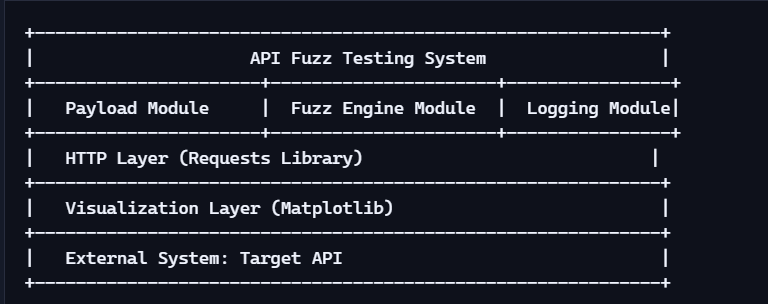 +--------------------------------------------------------------+
|                     API Fuzz Testing System                 |
+----------------------+----------------------+----------------+
|   Payload Module     |  Fuzz Engine Module  |  Logging Module|
+----------------------+----------------------+----------------+
|   HTTP Layer (Requests Library)                            |
+--------------------------------------------------------------+
|   Visualization Layer (Matplotlib)                          |
+--------------------------------------------------------------+
|   External System: Target API                               |
+--------------------------------------------------------------+